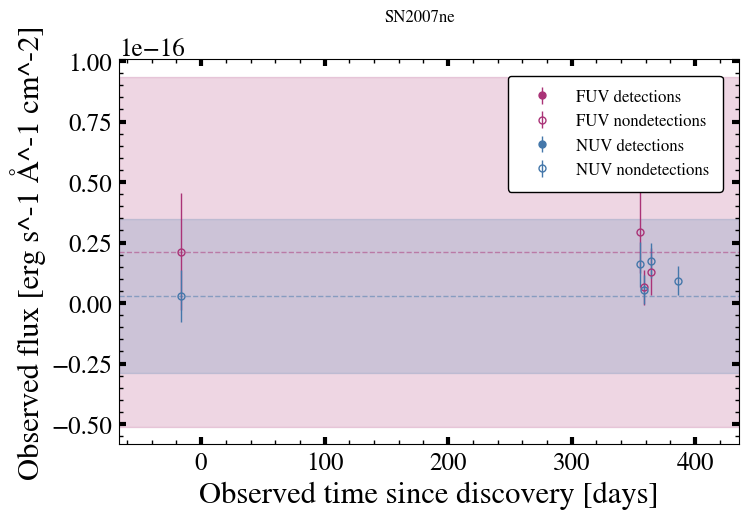 SN2007ne
1e−16
1.00
0.75
0.50
0.25
0.00
−0.25
−0.50
Observed flux [erg s^-1 Å^-1 cm^-2]
FUV detections
FUV nondetections
NUV detections
NUV nondetections
0 100 200 300 400
Observed time since discovery [days]